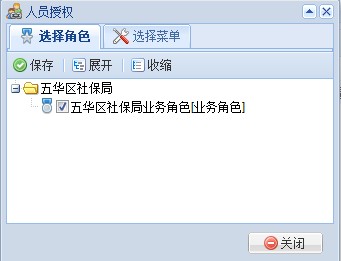 人员授权
选择角色 选择菜单
保存 展开 收缩
五华区社保局
五华区社保局业务角色[业务角色]
关闭